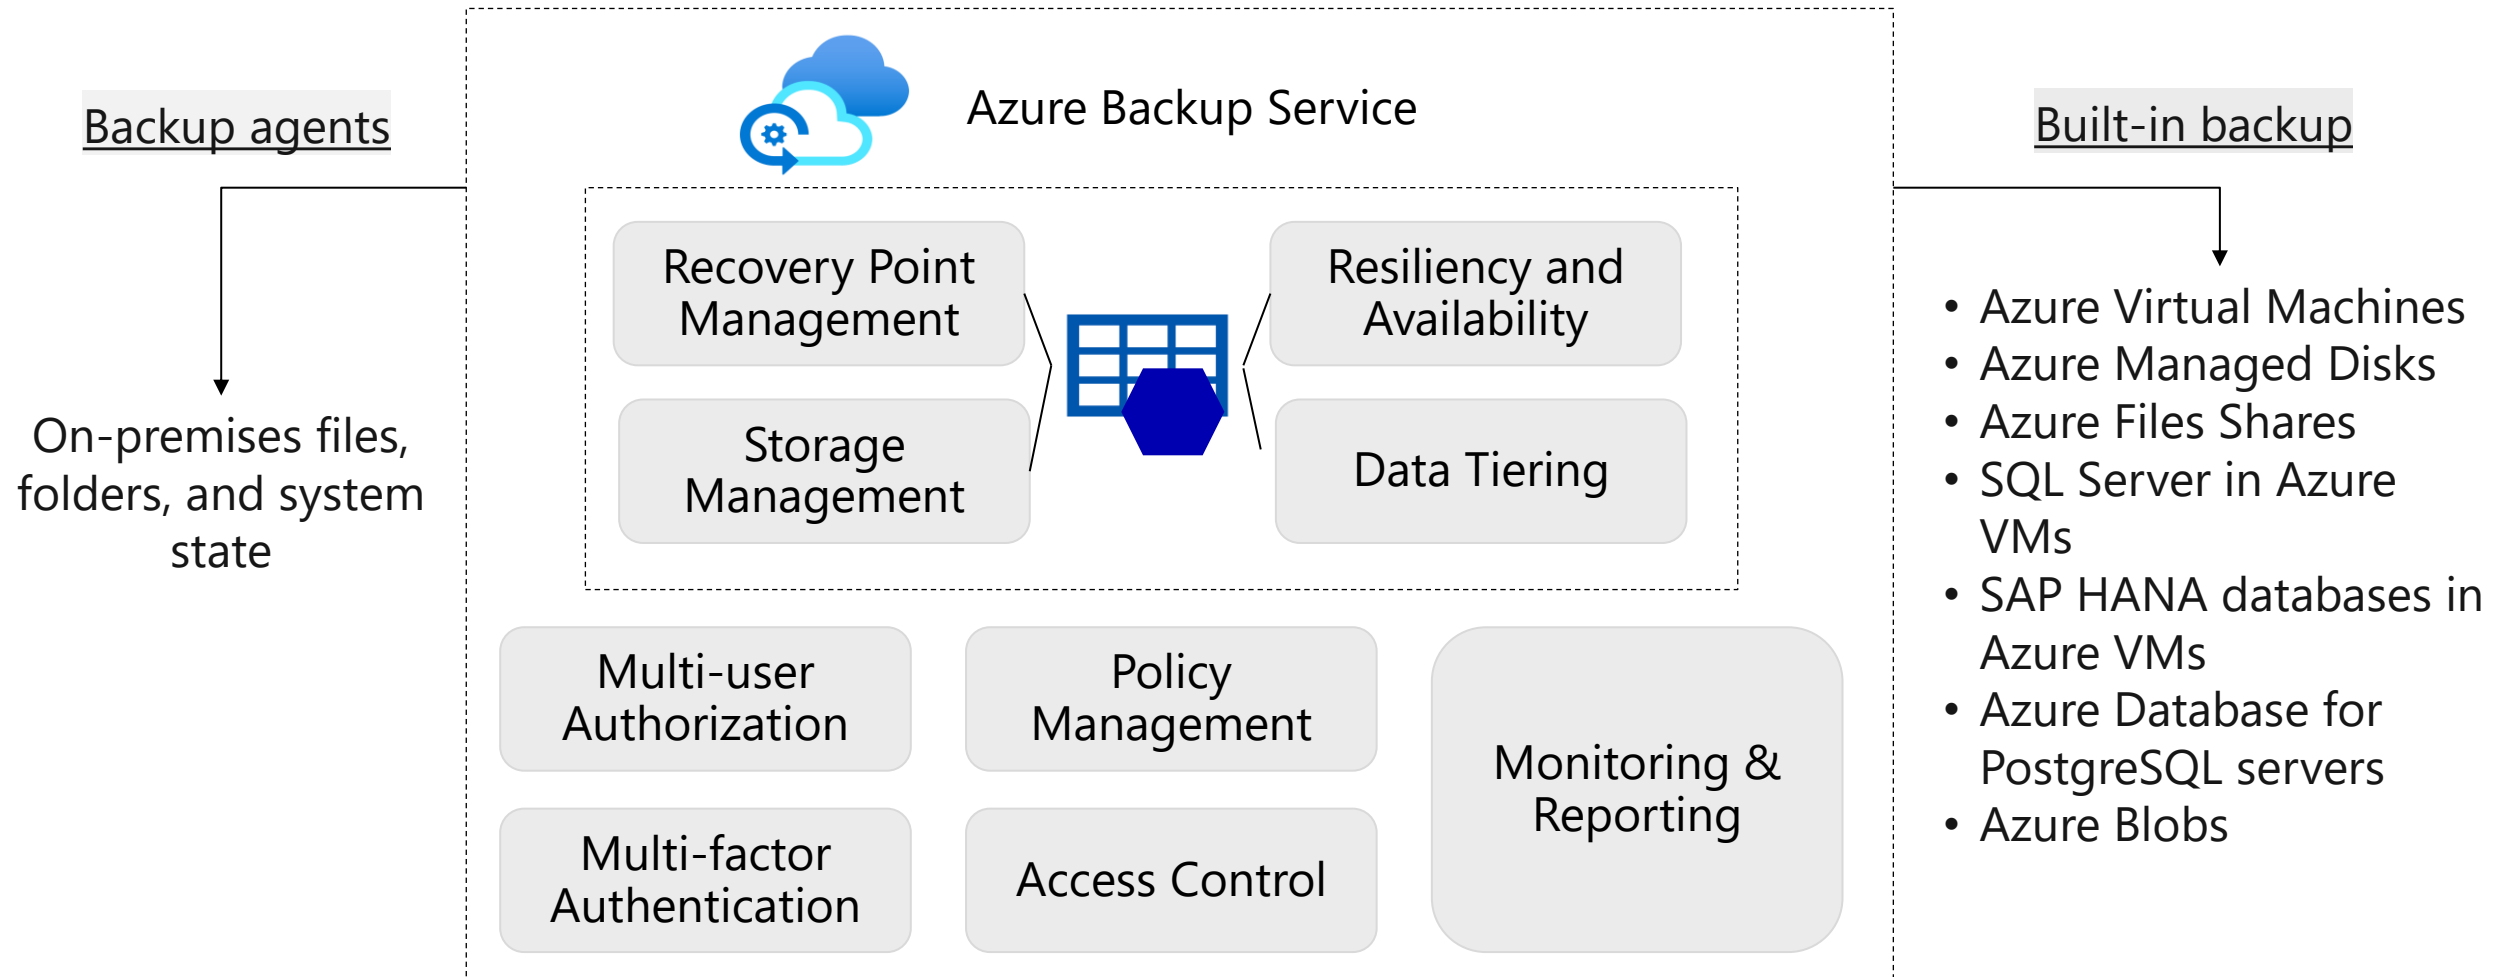 Backup agents
On-premises files,
folders, and system
state
Azure Backup Service
Recovery Point
Management
Resiliency and
Availability
Storage
Management
Data Tiering
Multi-user
Authorization
Policy
Management
Monitoring &
Reporting
Multi-factor
Authentication
Access Control
Built-in backup
• Azure Virtual Machines
• Azure Managed Disks
• Azure Files Shares
• SQL Server in Azure
VMs
• SAP HANA databases in
Azure VMs
• Azure Database for
PostgreSQL servers
• Azure Blobs